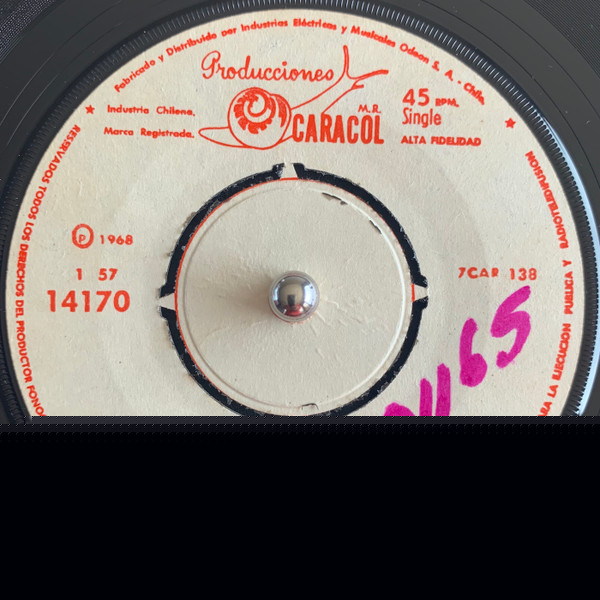 Fabricado y Distribuido por Industrias Eléctricas y Musicales Odeon S. A. - Chile.
Producciones
CARACOL
M.R.
Industria Chilena.
Marca Registrada.
45 RPM.
Single
ALTA FIDELIDAD
RESERVADOS TODOS LOS DERECHOS DEL PRODUCTOR FONO
PARA LA EJECUCION PUBLICA Y RADIOTELEDIFUSION
Ⓟ 1968
1 57
14170
7CAR 138